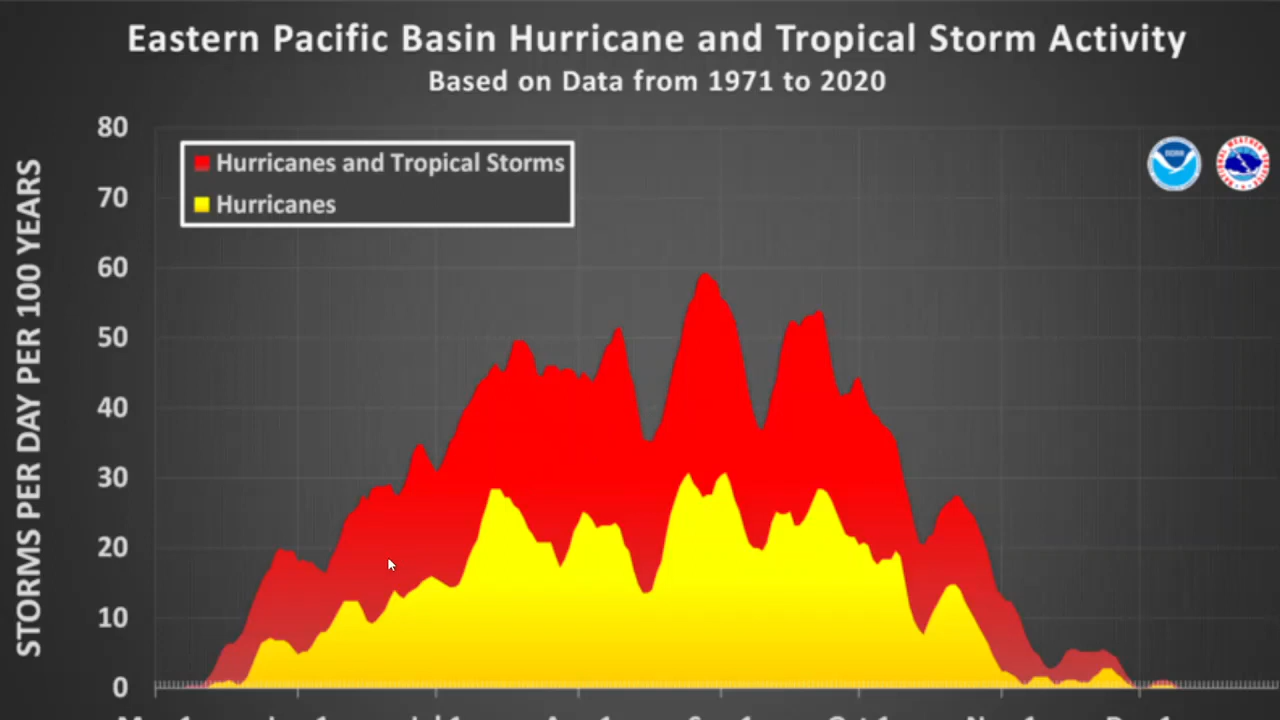 Eastern Pacific Basin Hurricane and Tropical Storm Activity
Based on Data from 1971 to 2020
STORMS PER DAY PER 100 YEARS
80
70
60
50
40
30
20
10
0
Hurricanes and Tropical Storms
Hurricanes